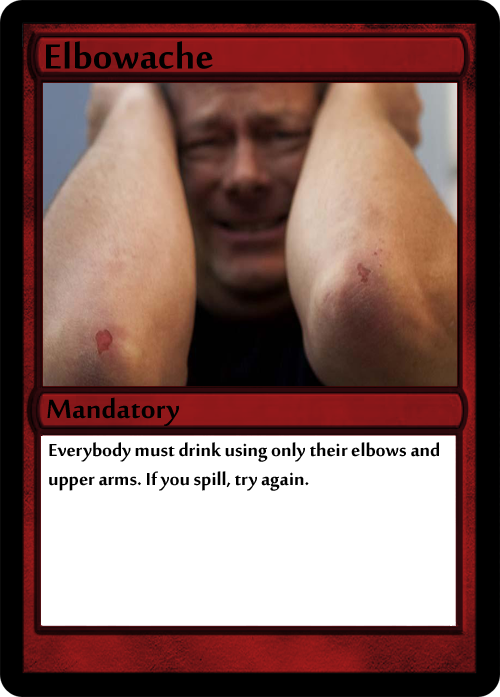 Elbowache
Mandatory
Everybody must drink using only their elbows and
upper arms. If you spill, try again.